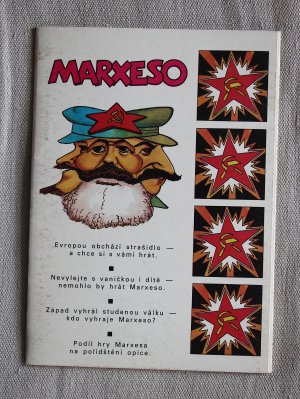 MARXESO
Evropou obchází strašidlo —
a chce si s vámi hrát.
Nevylejte s vaničkou i dítě —
nemohlo by hrát Marxeso.
Západ vyhrál studenou válku —
kdo vyhraje Marxeso?
Podíl hry Marxesa
na polidštění opice.